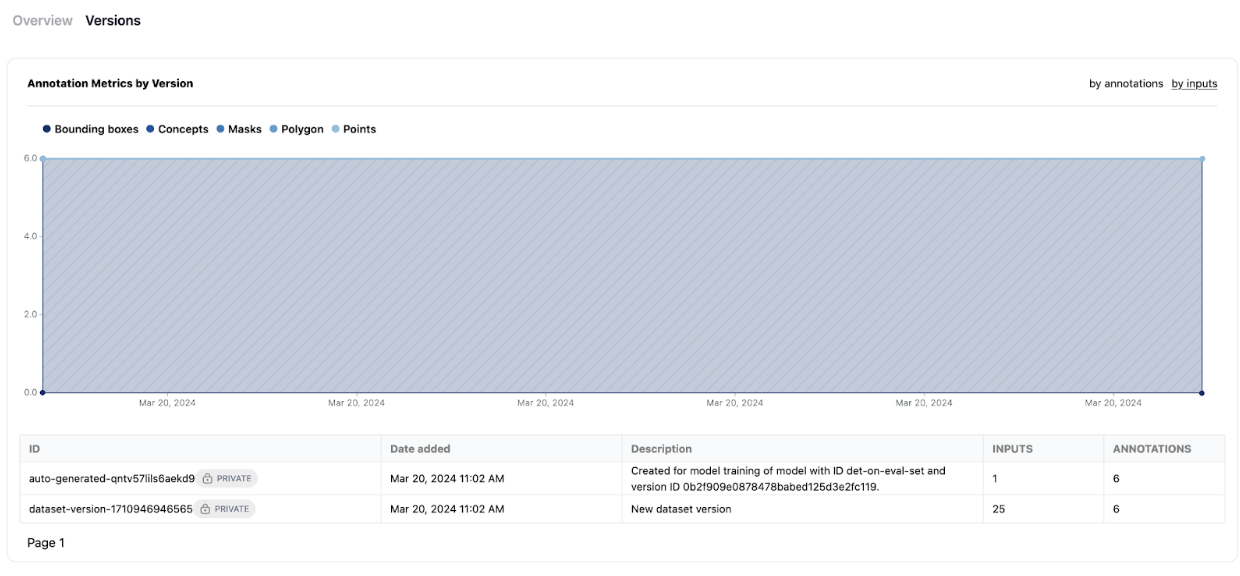 Overview Versions
Annotation Metrics by Version
by annotations by inputs
Bounding boxes Concepts Masks Polygon Points
6.0
4.0
2.0
0.0
Mar 20, 2024 Mar 20, 2024 Mar 20, 2024 Mar 20, 2024 Mar 20, 2024 Mar 20, 2024
ID Date added Description INPUTS ANNOTATIONS
auto-generated-qntv57lils6aekd9 PRIVATE Mar 20, 2024 11:02 AM Created for model training of model with ID det-on-eval-set and 1 6
version ID 0b2f909e0878478babed125d3e2fc119.
dataset-version-1710946946565 PRIVATE Mar 20, 2024 11:02 AM New dataset version 25 6
Page 1